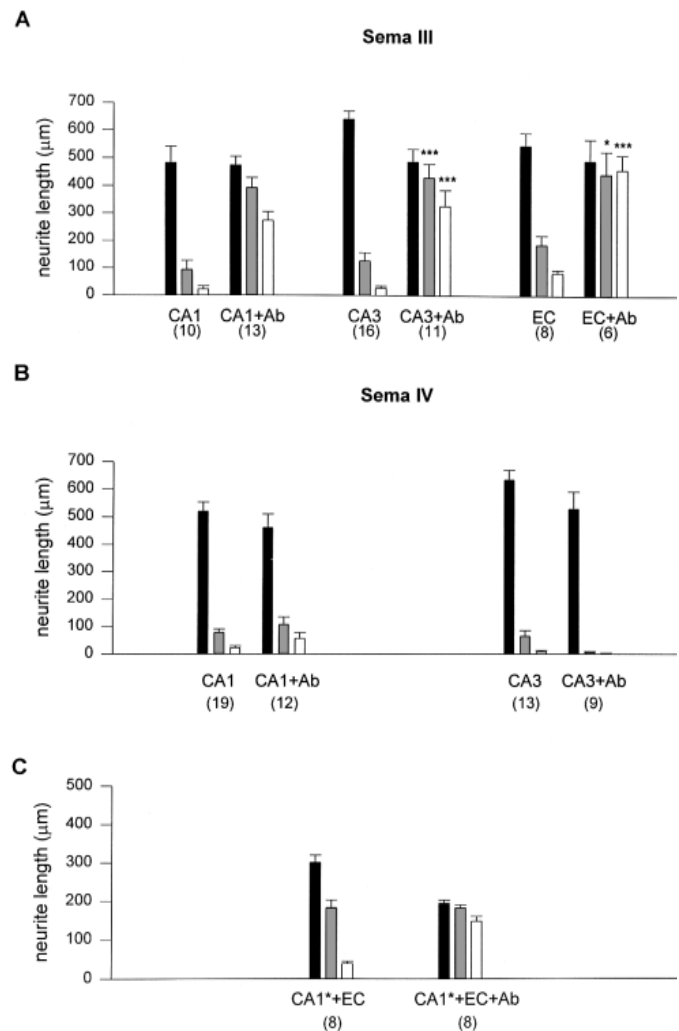 A
Sema III
neurite length (μm)
700
600
500
400
300
200
100
0
*** ***
* ***
CA1 CA1+Ab CA3 CA3+Ab EC EC+Ab
(10) (13) (16) (11) (8) (6)
B
Sema IV
neurite length (μm)
700
600
500
400
300
200
100
0
CA1 CA1+Ab CA3 CA3+Ab
(19) (12) (13) (9)
C
neurite length (μm)
500
400
300
200
100
0
CA1*+EC CA1*+EC+Ab
(8) (8)